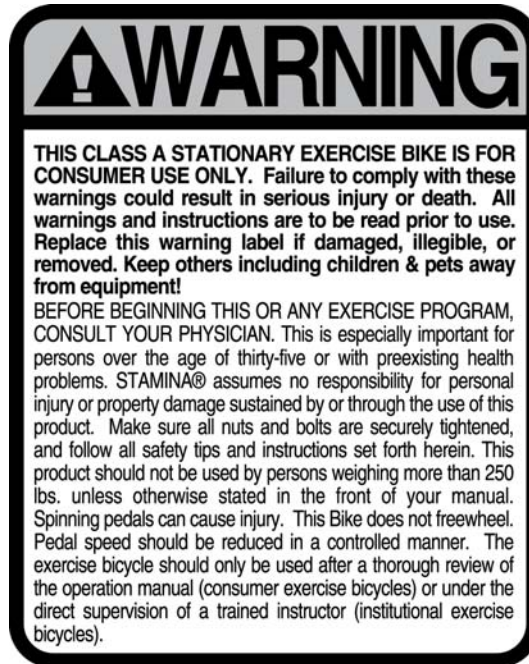 WARNING
THIS CLASS A STATIONARY EXERCISE BIKE IS FOR
CONSUMER USE ONLY. Failure to comply with these
warnings could result in serious injury or death. All
warnings and instructions are to be read prior to use.
Replace this warning label if damaged, illegible, or
removed. Keep others including children & pets away
from equipment!
BEFORE BEGINNING THIS OR ANY EXERCISE PROGRAM,
CONSULT YOUR PHYSICIAN. This is especially important for
persons over the age of thirty-five or with preexisting health
problems. STAMINA® assumes no responsibility for personal
injury or property damage sustained by or through the use of this
product. Make sure all nuts and bolts are securely tightened,
and follow all safety tips and instructions set forth herein. This
product should not be used by persons weighing more than 250
lbs. unless otherwise stated in the front of your manual.
Spinning pedals can cause injury. This Bike does not freewheel.
Pedal speed should be reduced in a controlled manner. The
exercise bicycle should only be used after a thorough review of
the operation manual (consumer exercise bicycles) or under the
direct supervision of a trained instructor (institutional exercise
bicycles).